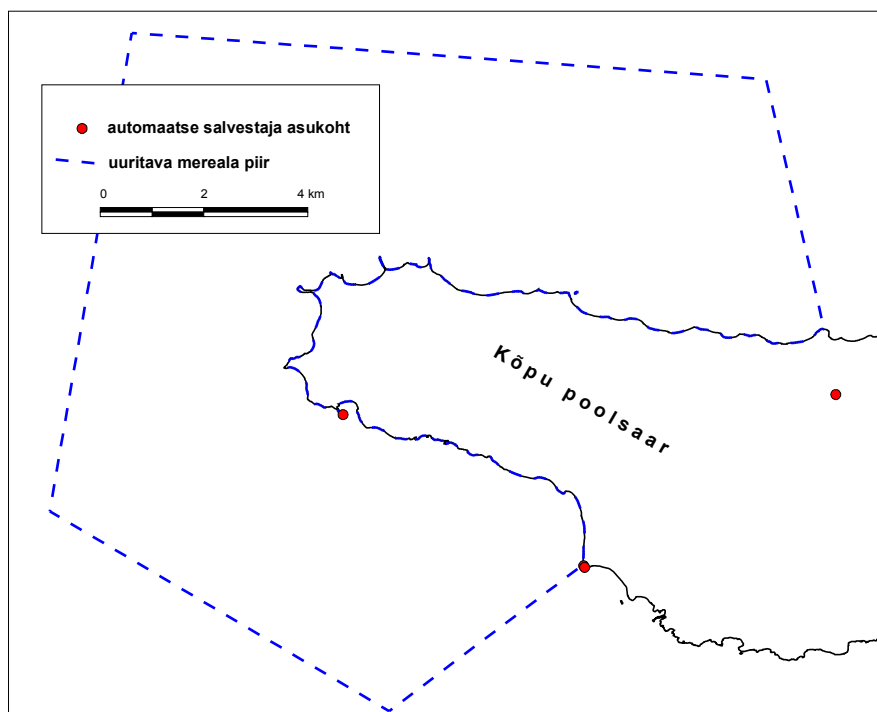 automaatse salvestaja asukoht
uuritava mereala piir
0 2 4 km
Kõpu poolsaar